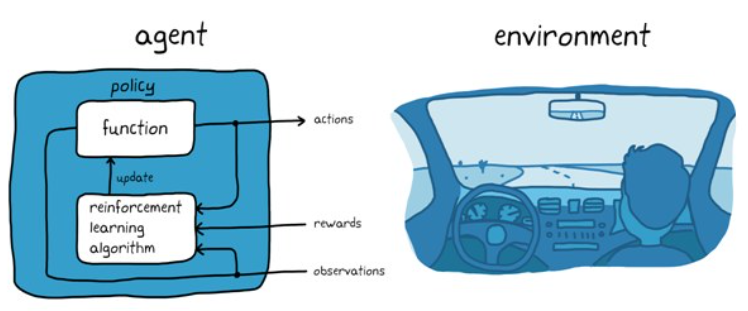 agent
environment
policy
function
actions
update
reinforcement
learning
algorithm
rewards
observations